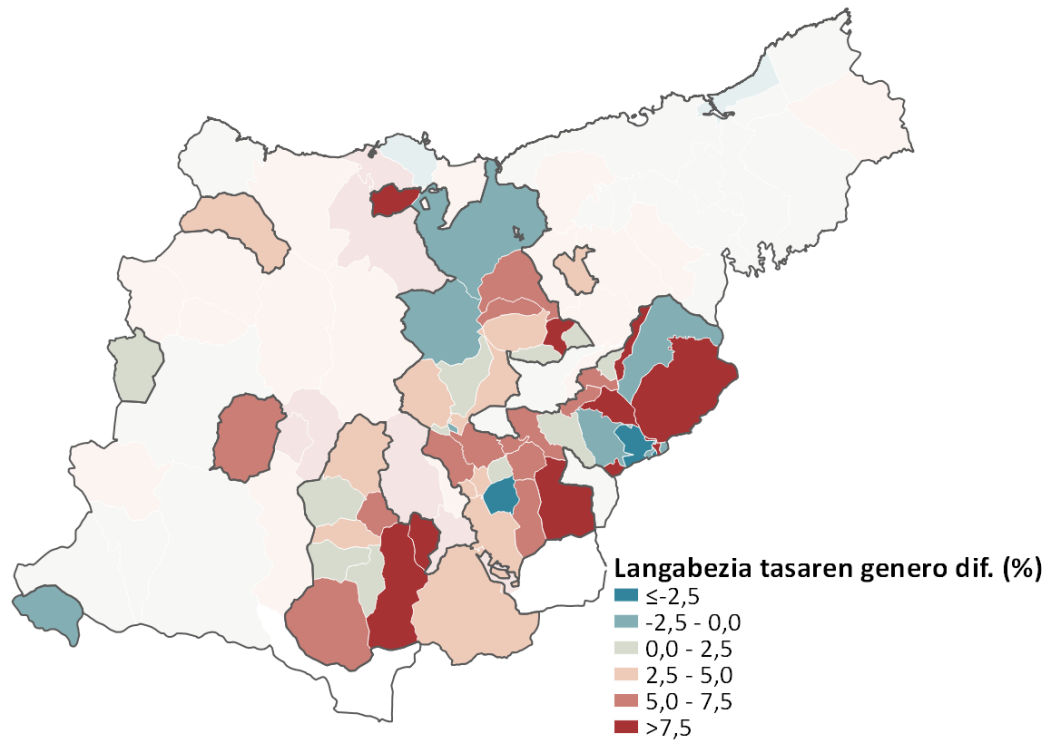 Langabezia tasaren genero dif. (%)
≤-2,5
-2,5 - 0,0
0,0 - 2,5
2,5 - 5,0
5,0 - 7,5
>7,5